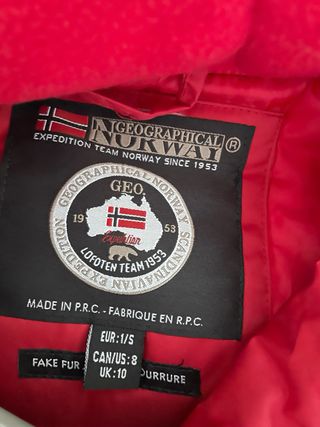 GEOGRAPHICAL
NORWAY ®
EXPEDITION TEAM NORWAY SINCE 1953
GEOGRAPHICAL NORWAY SCANDINAVIAN EXPEDITION
GEO.
19 53
Expedition
LOFOTEN TEAM 1953
MADE IN P.R.C. - FABRIQUE EN R.P.C.
EUR: 1/S
CAN/US: 8
UK: 10
FAKE FUR OURRURE